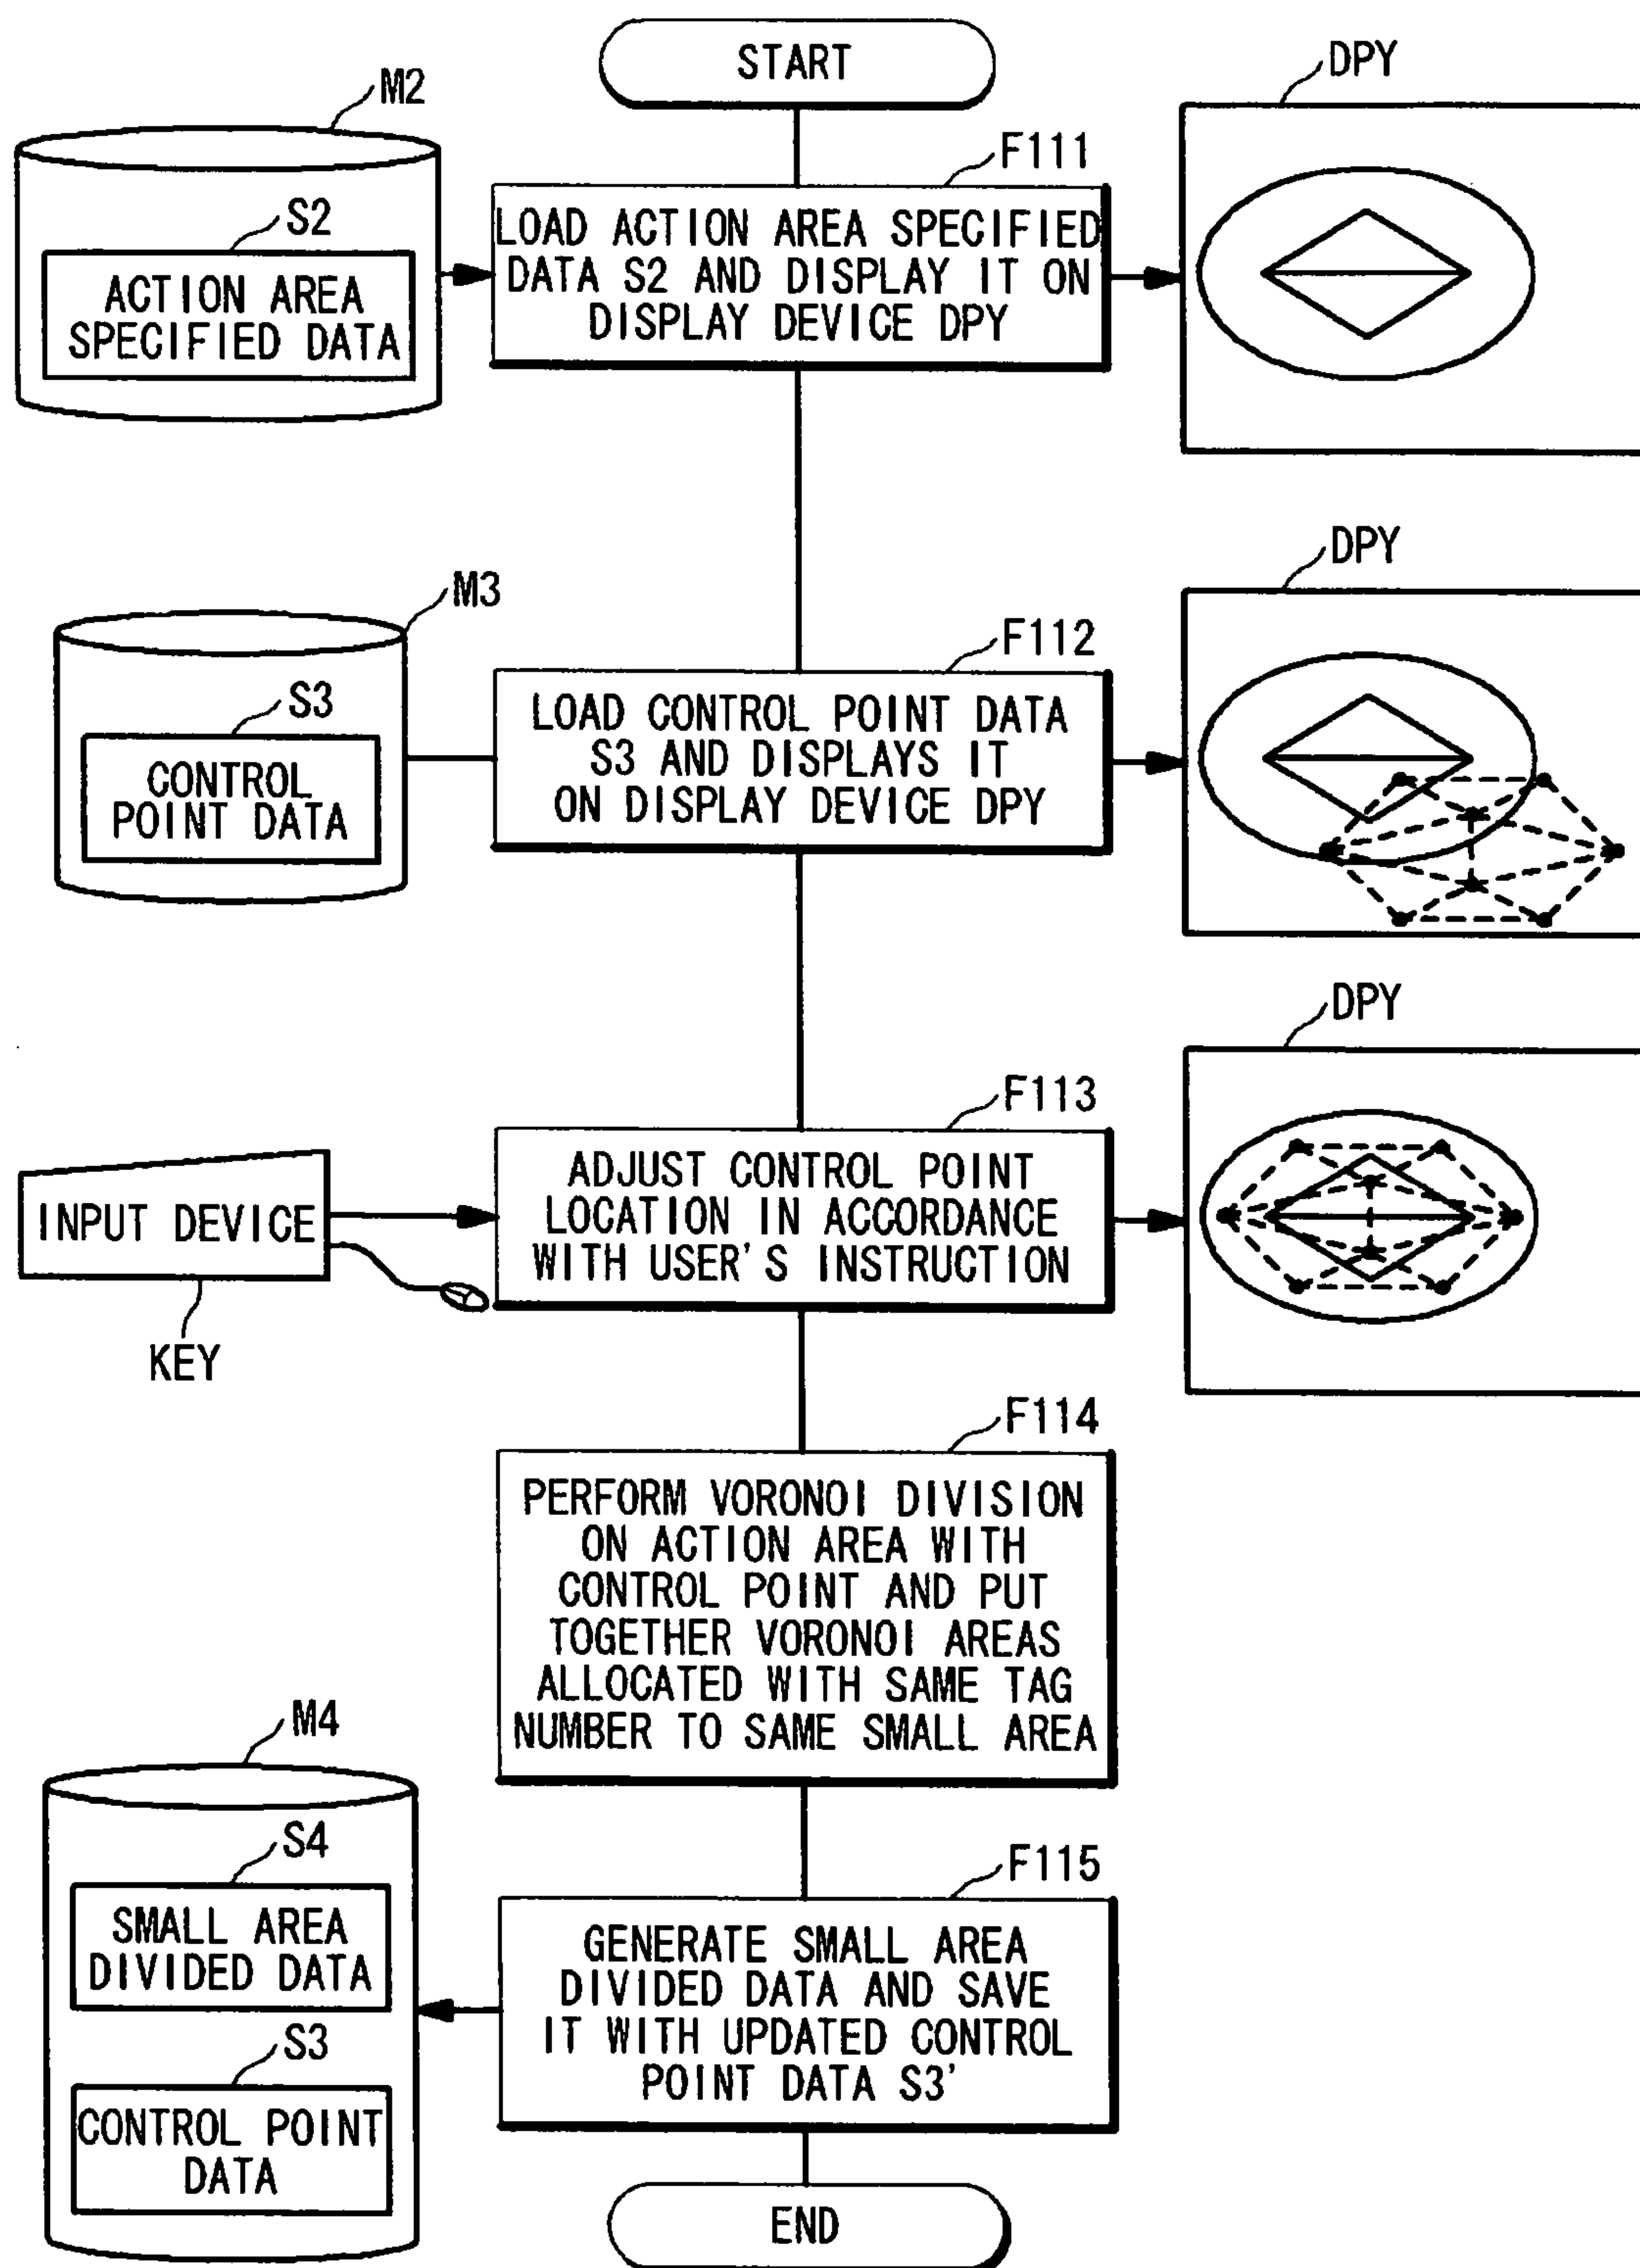 START
DPY
M2
F111
S2
LOAD ACTION AREA SPECIFIED
DATA S2 AND DISPLAY IT ON
DISPLAY DEVICE DPY
ACTION AREA
SPECIFIED DATA
DPY
M3
F112
S3
LOAD CONTROL POINT DATA
S3 AND DISPLAYS IT
ON DISPLAY DEVICE DPY
CONTROL
POINT DATA
DPY
F113
ADJUST CONTROL POINT
LOCATION IN ACCORDANCE
WITH USER'S INSTRUCTION
INPUT DEVICE
KEY
F114
PERFORM VORONOI DIVISION
ON ACTION AREA WITH
CONTROL POINT AND PUT
TOGETHER VORONOI AREAS
ALLOCATED WITH SAME TAG
NUMBER TO SAME SMALL AREA
M4
S4
F115
SMALL AREA
DIVIDED DATA
GENERATE SMALL AREA
DIVIDED DATA AND SAVE
IT WITH UPDATED CONTROL
POINT DATA S3'
S3
CONTROL POINT
DATA
END